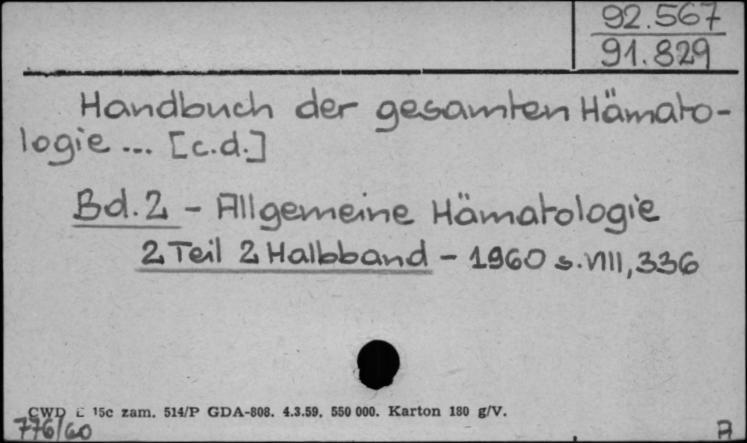 92.567
91.829
Handbuch der gesamten Hämato-
logie ... [c.d.]
Bd. 2 - Allgemeine Hämatologie
2 Teil 2 Halbband - 1960 s. VIII, 336
CWD E 15c zam. 514/P GDA-808. 4.3.59. 550 000. Karton 180 g/V.
776/60